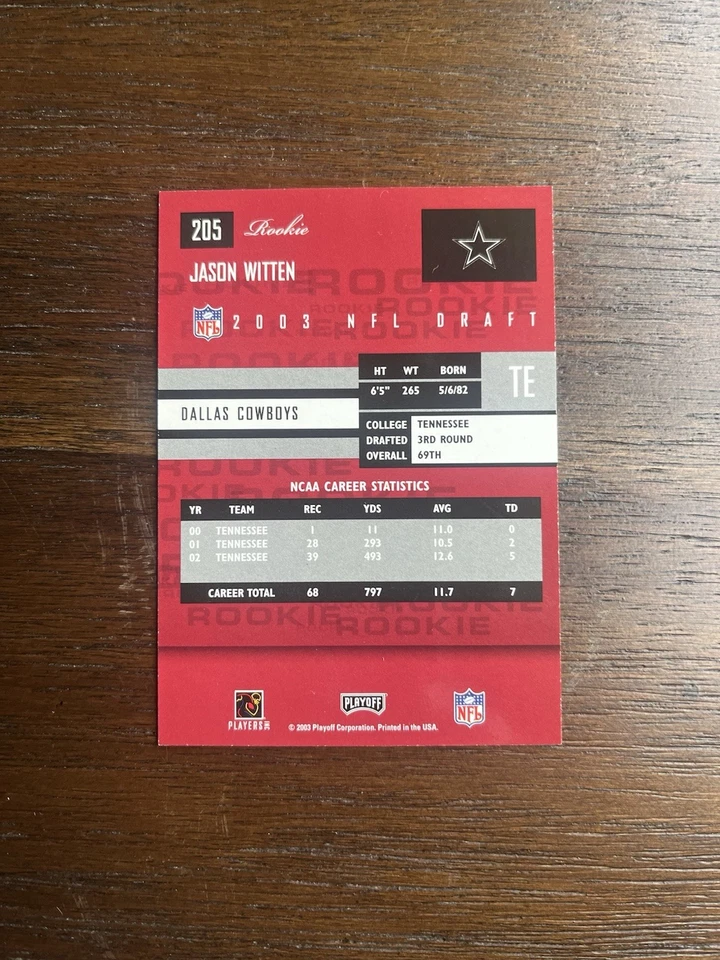 205 Rookie
JASON WITTEN
NFL 2003 NFL DRAFT
HT WT BORN
6'5" 265 5/6/82
TE
DALLAS COWBOYS
COLLEGE TENNESSEE
DRAFTED 3RD ROUND
OVERALL 69TH
NCAA CAREER STATISTICS
YR TEAM REC YDS AVG TD
00 TENNESSEE 1 11 11.0 0
01 TENNESSEE 28 293 10.5 2
02 TENNESSEE 39 493 12.6 5
CAREER TOTAL 68 797 11.7 7
ROOKIE ROOKIE
PLAYERS INC PLAYOFF NFL
© 2003 Playoff Corporation. Printed in the USA.